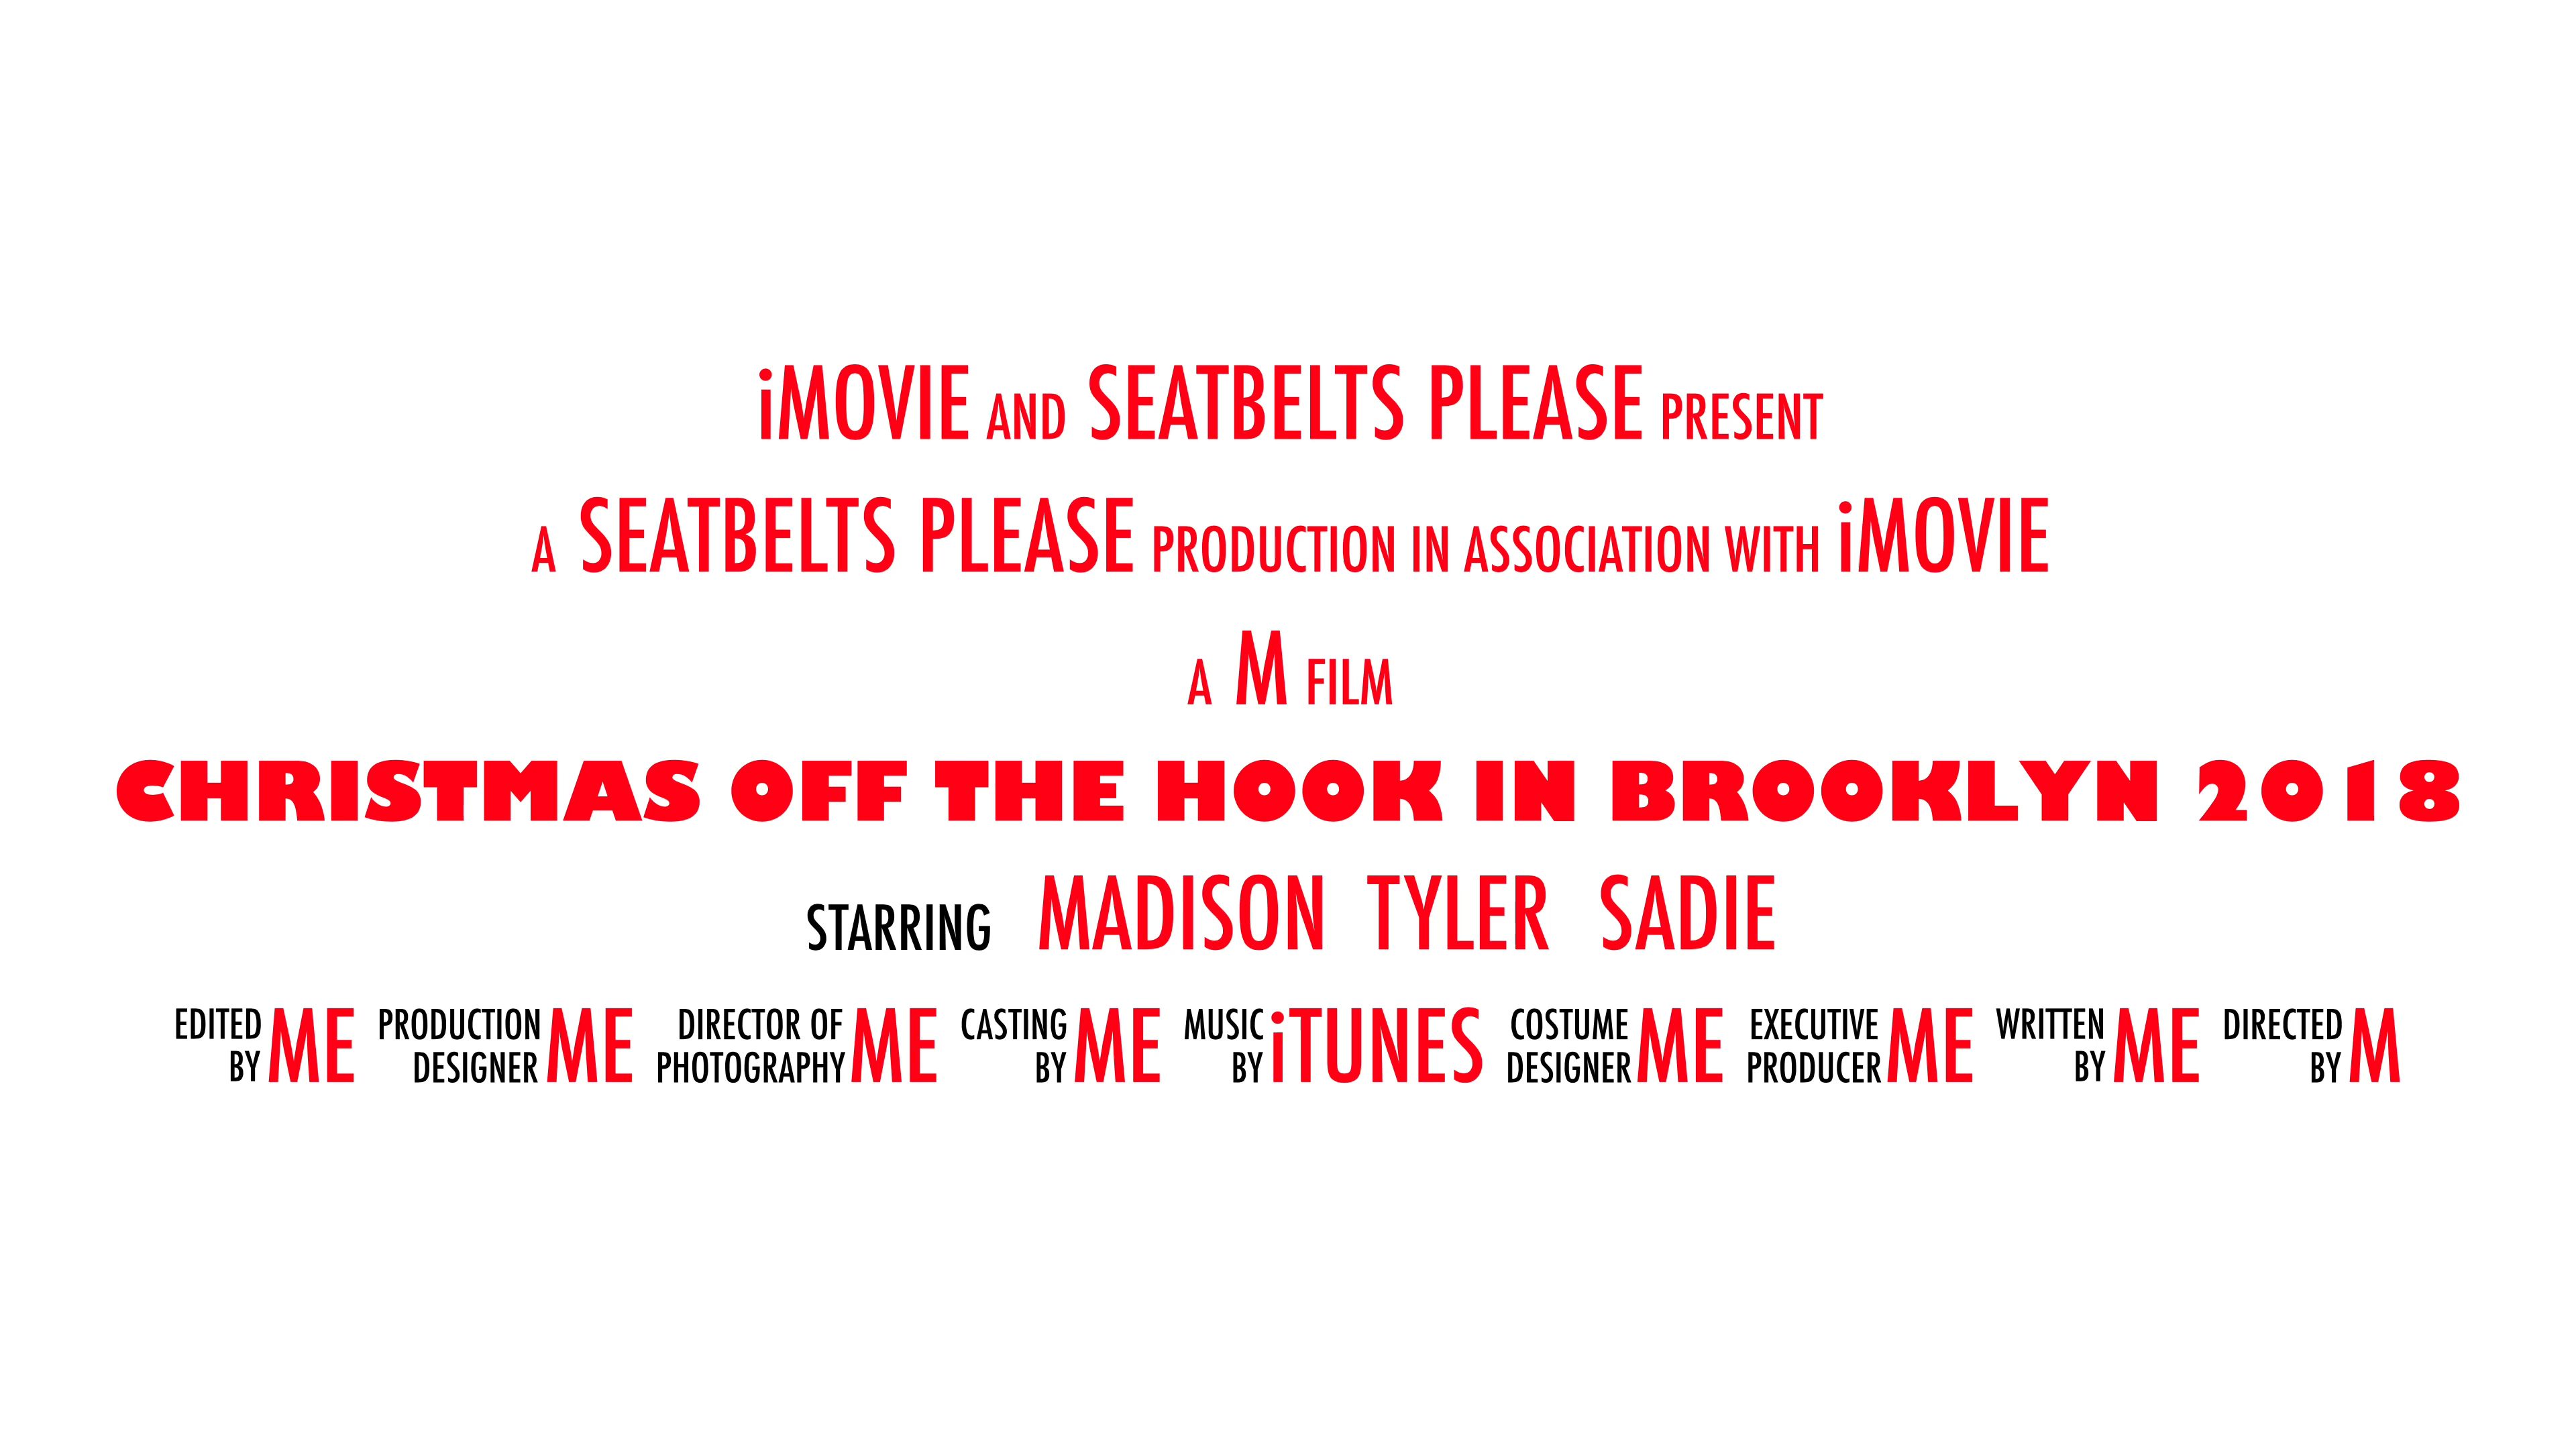 iMOVIE AND SEATBELTS PLEASE PRESENT
A SEATBELTS PLEASE PRODUCTION IN ASSOCIATION WITH iMOVIE
A M FILM
CHRISTMAS OFF THE HOOK IN BROOKLYN 2018
STARRING MADISON TYLER SADIE
EDITED BY ME PRODUCTION DESIGNER ME DIRECTOR OF PHOTOGRAPHY ME CASTING BY ME MUSIC BY iTUNES COSTUME DESIGNER ME EXECUTIVE PRODUCER ME WRITTEN BY ME DIRECTED BY M